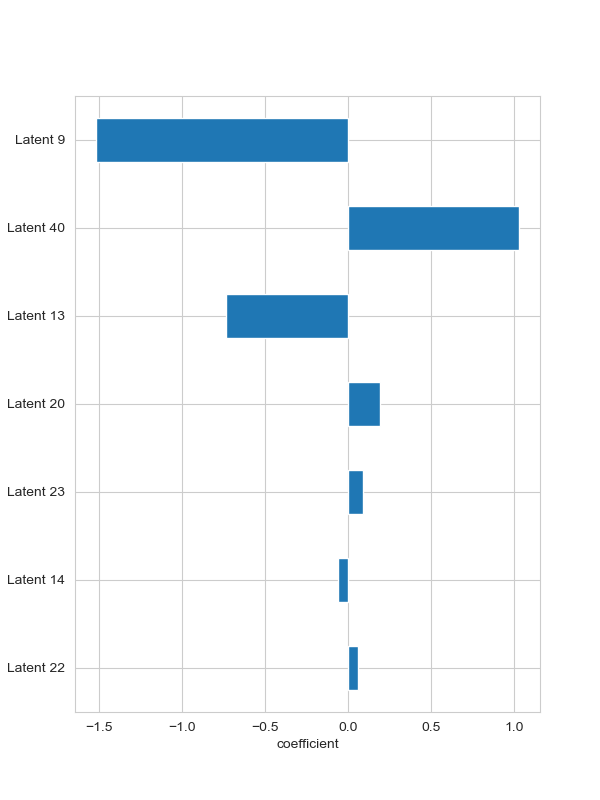 Latent 9
Latent 40
Latent 13
Latent 20
Latent 23
Latent 14
Latent 22
−1.5 −1.0 −0.5 0.0 0.5 1.0
coefficient